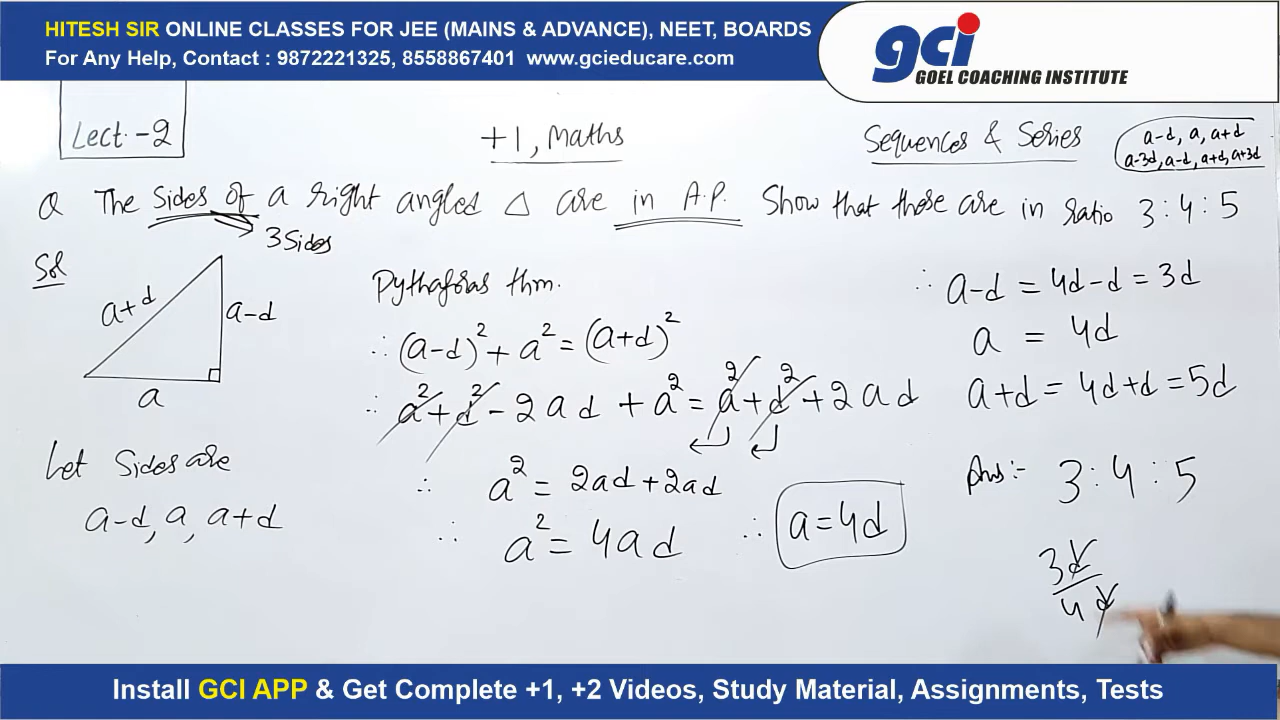 HITESH SIR ONLINE CLASSES FOR JEE (MAINS & ADVANCE), NEET, BOARDS
For Any Help, Contact : 9872221325, 8558867401 www.gcieducare.com
gci
GOEL COACHING INSTITUTE
Lect.-2
+1, Maths
Sequences & Series
a-d, a, a+d
a-3d, a-d, a+d, a+3d
Q The Sides of a right angled △ are in A.P. Show that these are in ratio 3:4:5
3 Sides
Sol
a+d
a-d
a
Let Sides are
a-d, a, a+d
Pythagoras thm.
∴ (a-d)² + a² = (a+d)²
∴ a² + d² - 2ad + a² = a² + d² + 2ad
∴ a² = 2ad + 2ad
∴ a² = 4ad ∴ a = 4d
∴ a-d = 4d-d = 3d
a = 4d
a+d = 4d+d = 5d
Ans:- 3:4:5
3d
4d
Install GCI APP & Get Complete +1, +2 Videos, Study Material, Assignments, Tests